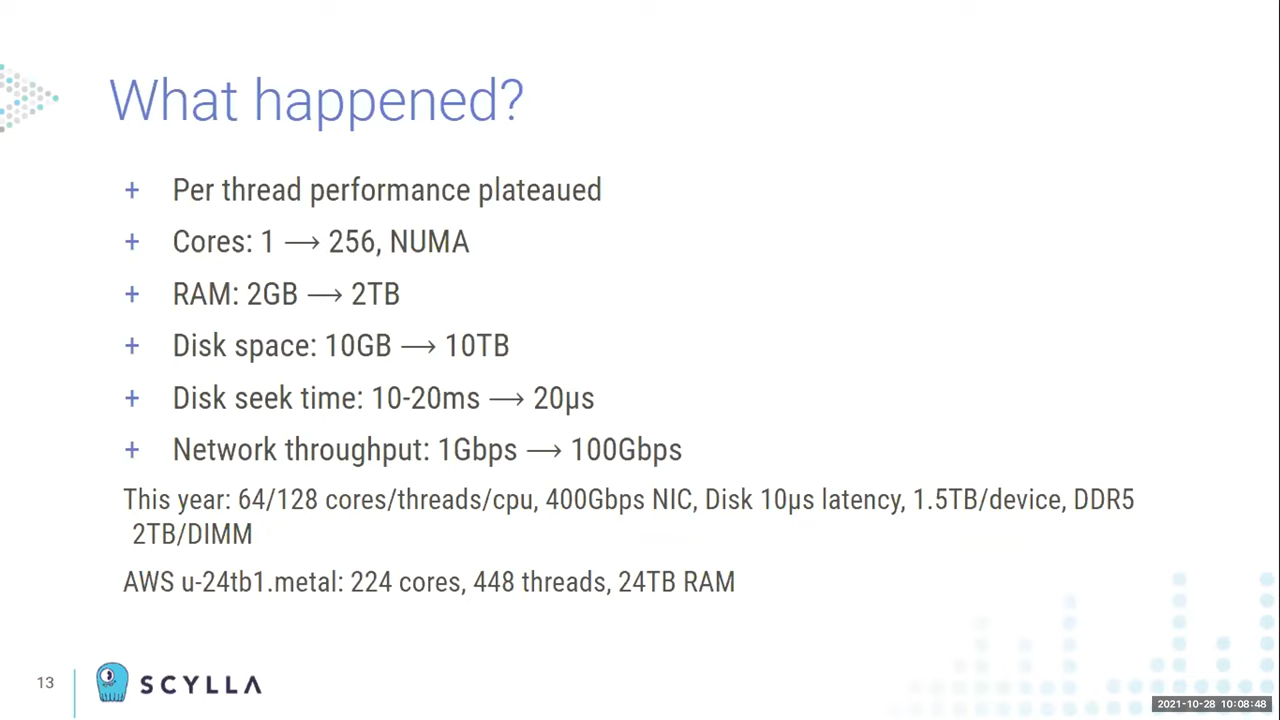 What happened?
+ Per thread performance plateaued
+ Cores: 1 ⟶ 256, NUMA
+ RAM: 2GB ⟶ 2TB
+ Disk space: 10GB ⟶ 10TB
+ Disk seek time: 10-20ms ⟶ 20µs
+ Network throughput: 1Gbps ⟶ 100Gbps
This year: 64/128 cores/threads/cpu, 400Gbps NIC, Disk 10µs latency, 1.5TB/device, DDR5
2TB/DIMM
AWS u-24tb1.metal: 224 cores, 448 threads, 24TB RAM
13
SCYLLA
2021-10-28 10:08:48